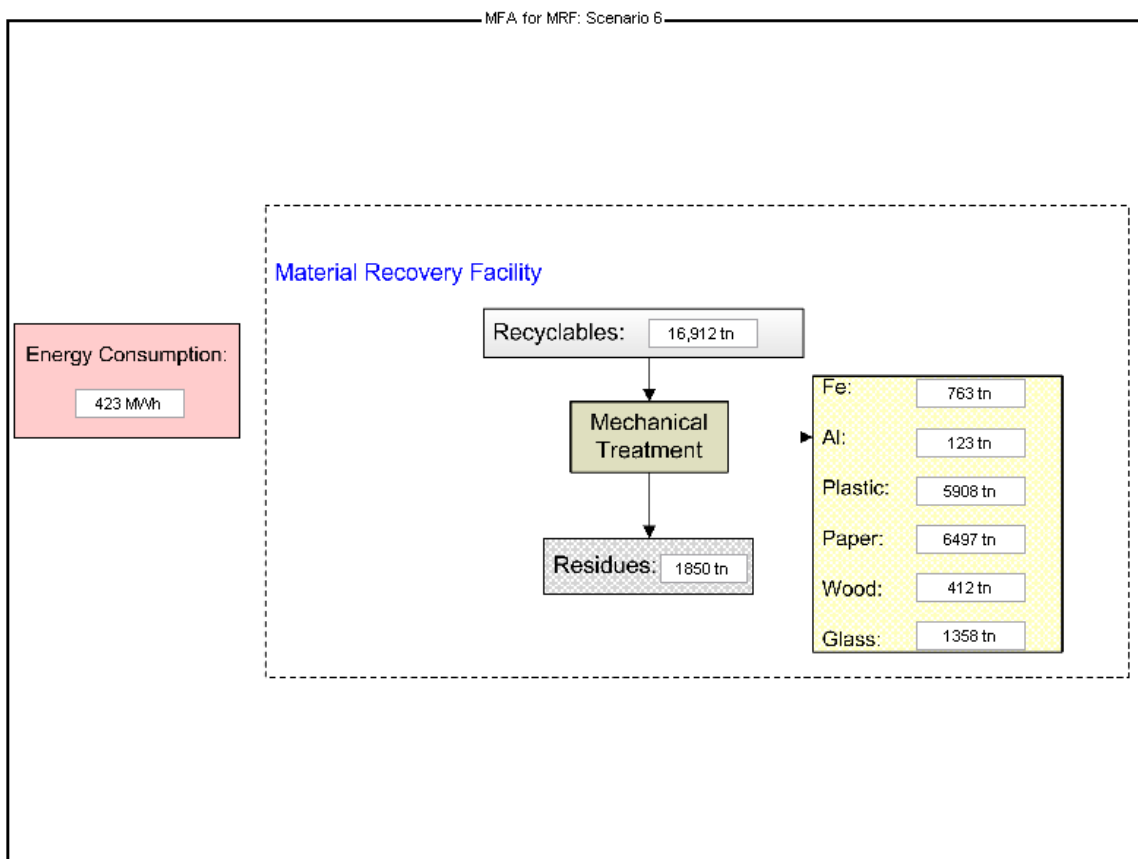 MFA for MRF: Scenario 6
Material Recovery Facility
Energy Consumption:
423 MWh
Recyclables: 16,912 tn
Mechanical
Treatment
Residues: 1850 tn
Fe: 763 tn
Al: 123 tn
Plastic: 5908 tn
Paper: 6497 tn
Wood: 412 tn
Glass: 1358 tn